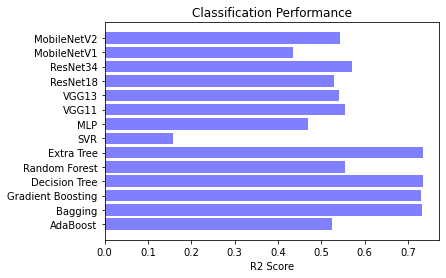 Classification Performance
MobileNetV2
MobileNetV1
ResNet34
ResNet18
VGG13
VGG11
MLP
SVR
Extra Tree
Random Forest
Decision Tree
Gradient Boosting
Bagging
AdaBoost
0.0 0.1 0.2 0.3 0.4 0.5 0.6 0.7
R2 Score